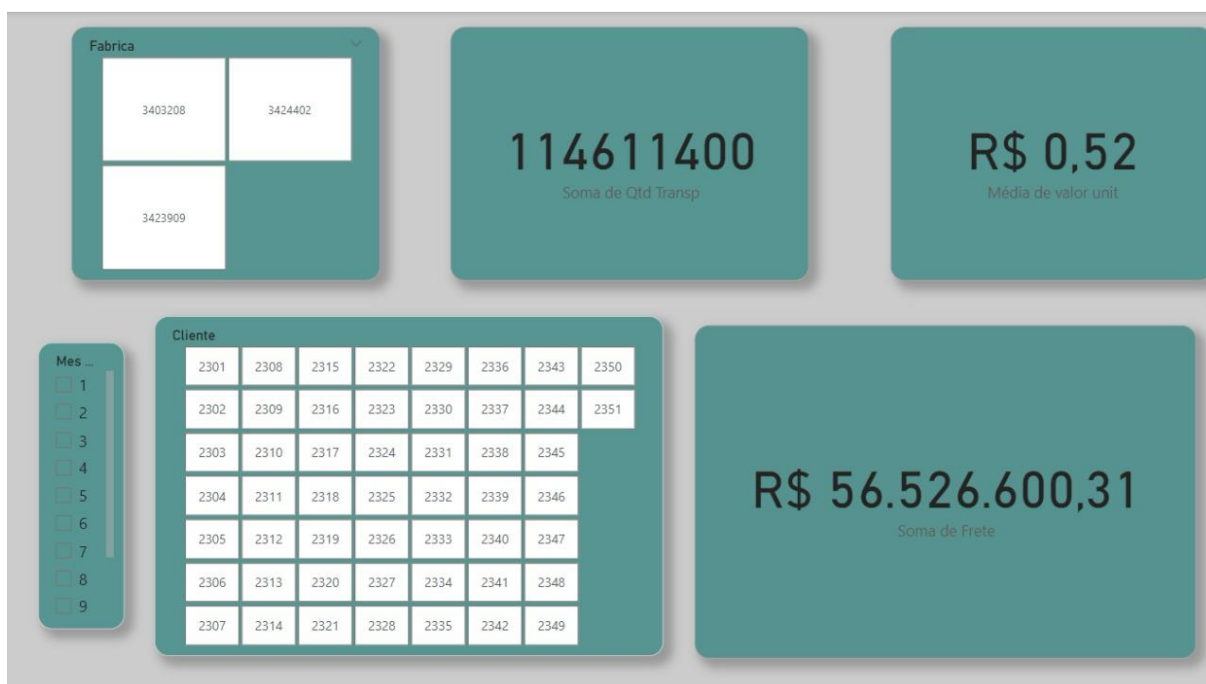 Fabrica
3403208 3424402
3423909
114611400
Soma de Qtd Transp
R$ 0,52
Média de valor unit
Mes ...
1
2
3
4
5
6
7
8
9
Cliente
2301 2308 2315 2322 2329 2336 2343 2350
2302 2309 2316 2323 2330 2337 2344 2351
2303 2310 2317 2324 2331 2338 2345
2304 2311 2318 2325 2332 2339 2346
2305 2312 2319 2326 2333 2340 2347
2306 2313 2320 2327 2334 2341 2348
2307 2314 2321 2328 2335 2342 2349
R$ 56.526.600,31
Soma de Frete